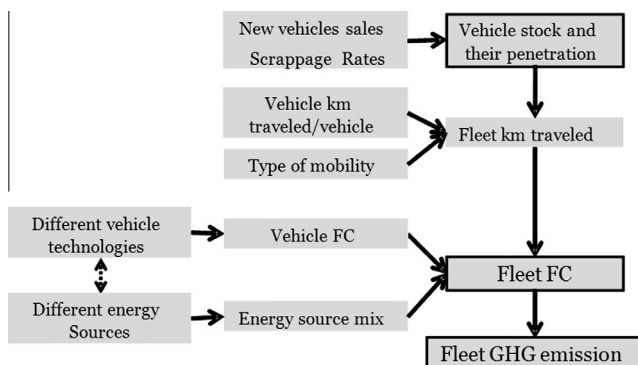 New vehicles sales
Scrappage Rates
Vehicle stock and
their penetration
Vehicle km
traveled/vehicle
Fleet km traveled
Type of mobility
Different vehicle
technologies
Vehicle FC
Fleet FC
Different energy
Sources
Energy source mix
Fleet GHG emission